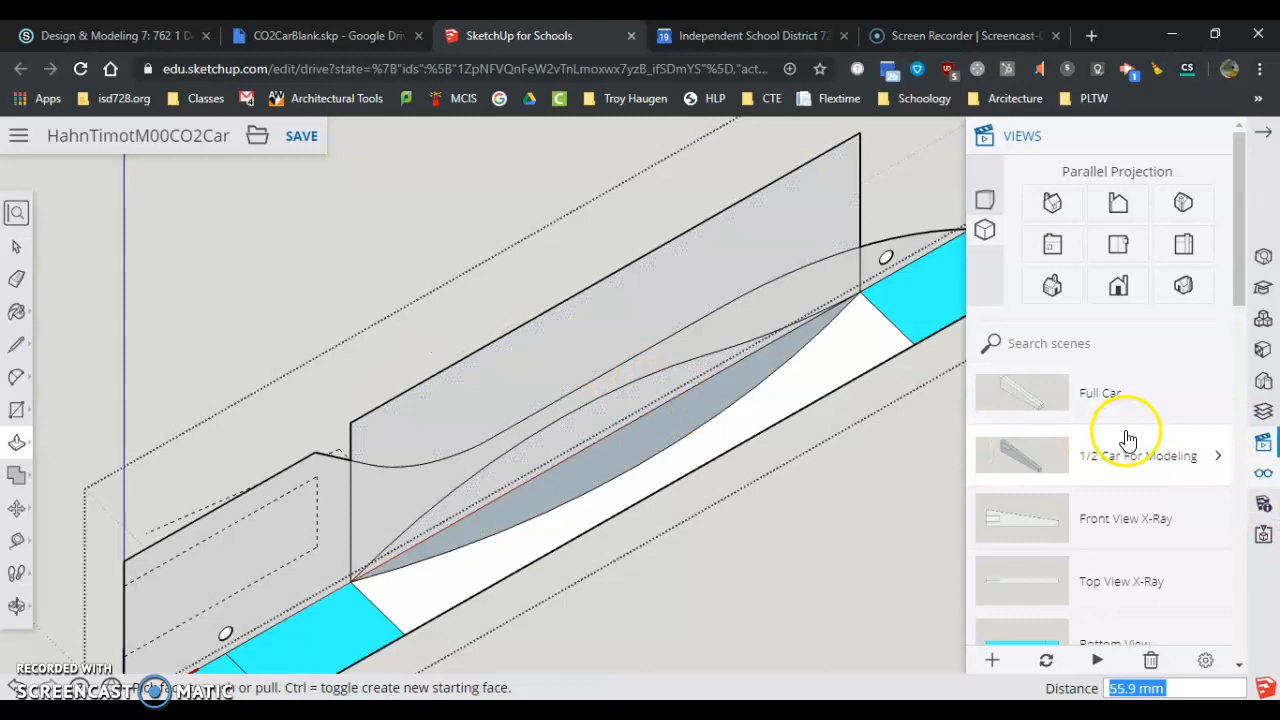 Design & Modeling 7: 762 1 D
CO2CarBlank.skp - Google Dri
SketchUp for Schools
Independent School District 72
Screen Recorder | Screencast-O
edu.sketchup.com/edit/drive?state=%7B"ids"%3A%5B"1ZpNFVQnFeW2vTnLmoxwx7yzB_ifSDmYS"%5D,"act...
Apps
isd728.org
Classes
Architectural Tools
MCIS
Troy Haugen
HLP
CTE
Flextime
Schoology
Arcitecture
PLTW
»
HahnTimotM00CO2Car
SAVE
VIEWS
Parallel Projection
Search scenes
Full Car
1/2 Car For Modeling
Front View X-Ray
Top View X-Ray
Bottom View
RECORDED WITH
SCREENCAST MATIC
or pull. Ctrl = toggle create new starting face.
Distance
55.9 mm